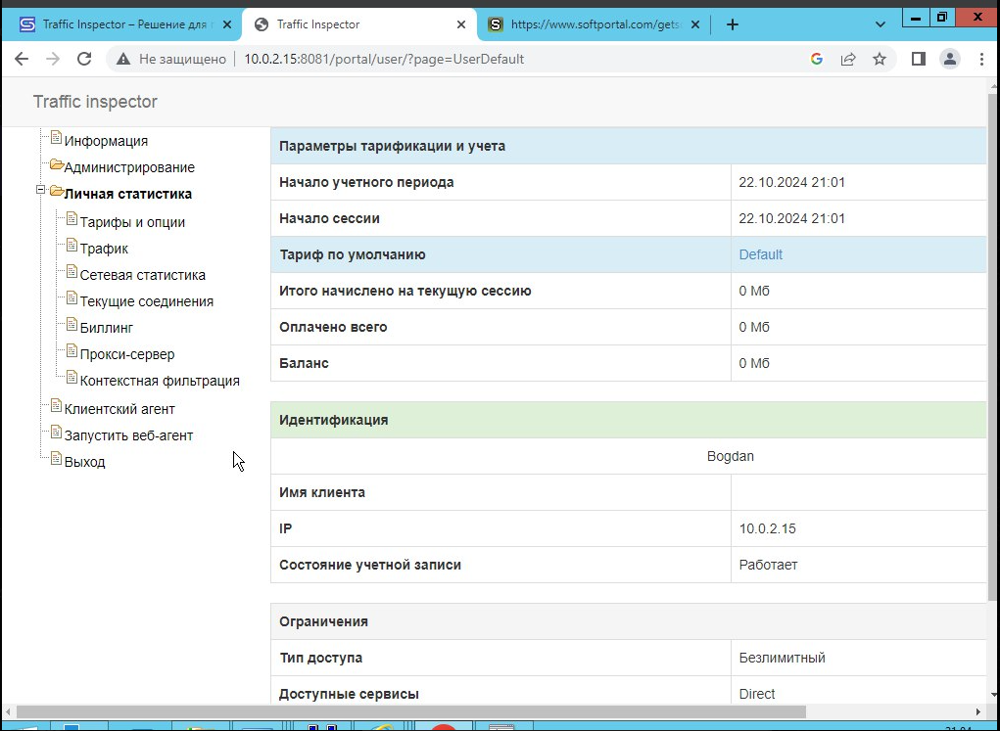 Traffic Inspector – Решение для
Traffic Inspector
https://www.softportal.com/gets
Не защищено
10.0.2.15:8081/portal/user/?page=UserDefault
Traffic inspector
Информация
Администрирование
Личная статистика
Тарифы и опции
Трафик
Сетевая статистика
Текущие соединения
Биллинг
Прокси-сервер
Контекстная фильтрация
Клиентский агент
Запустить веб-агент
Выход
Параметры тарификации и учета
Начало учетного периода 22.10.2024 21:01
Начало сессии 22.10.2024 21:01
Тариф по умолчанию Default
Итого начислено на текущую сессию 0 Мб
Оплачено всего 0 Мб
Баланс 0 Мб
Идентификация
Bogdan
Имя клиента
IP 10.0.2.15
Состояние учетной записи Работает
Ограничения
Тип доступа Безлимитный
Доступные сервисы Direct